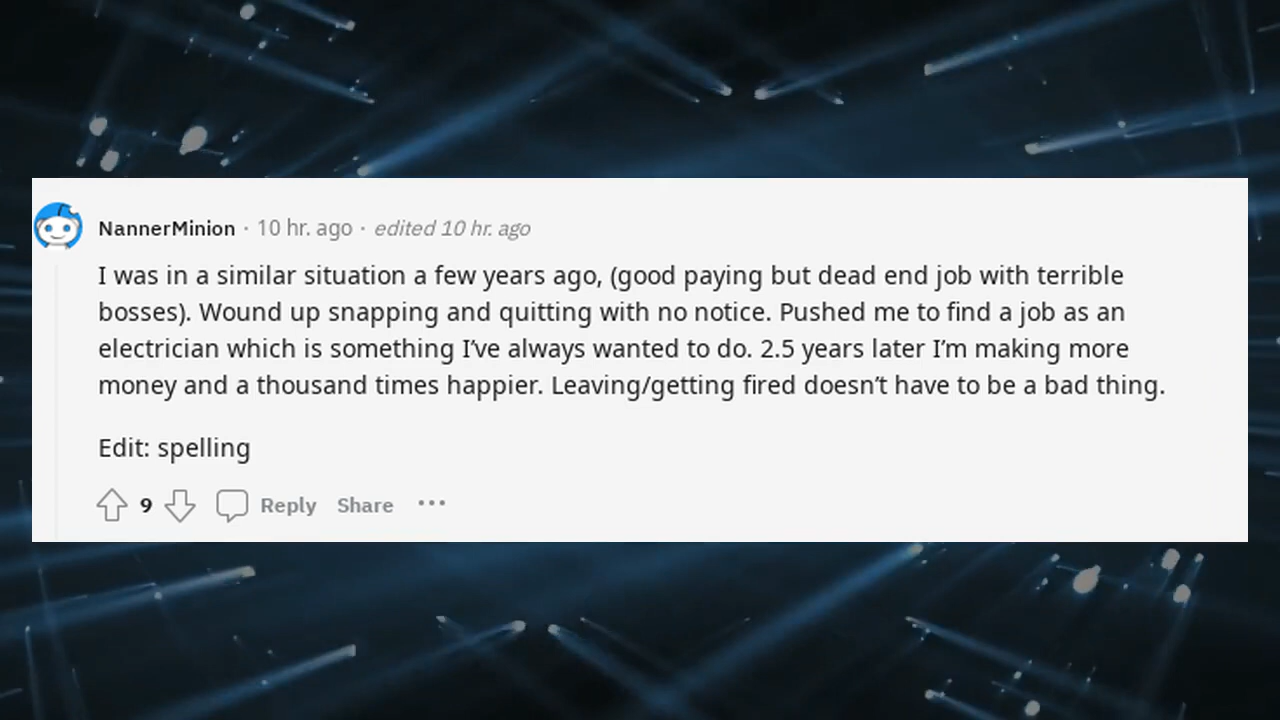 NannerMinion · 10 hr. ago · edited 10 hr. ago
I was in a similar situation a few years ago, (good paying but dead end job with terrible
bosses). Wound up snapping and quitting with no notice. Pushed me to find a job as an
electrician which is something I’ve always wanted to do. 2.5 years later I’m making more
money and a thousand times happier. Leaving/getting fired doesn’t have to be a bad thing.
Edit: spelling
9 Reply Share ···